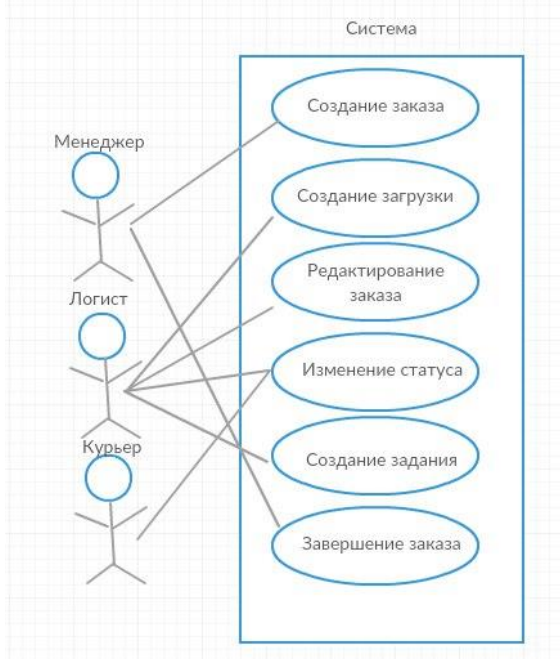 Система
Создание заказа
Менеджер
Создание загрузки
Редактирование
заказа
Логист
Изменение статуса
Курьер
Создание задания
Завершение заказа